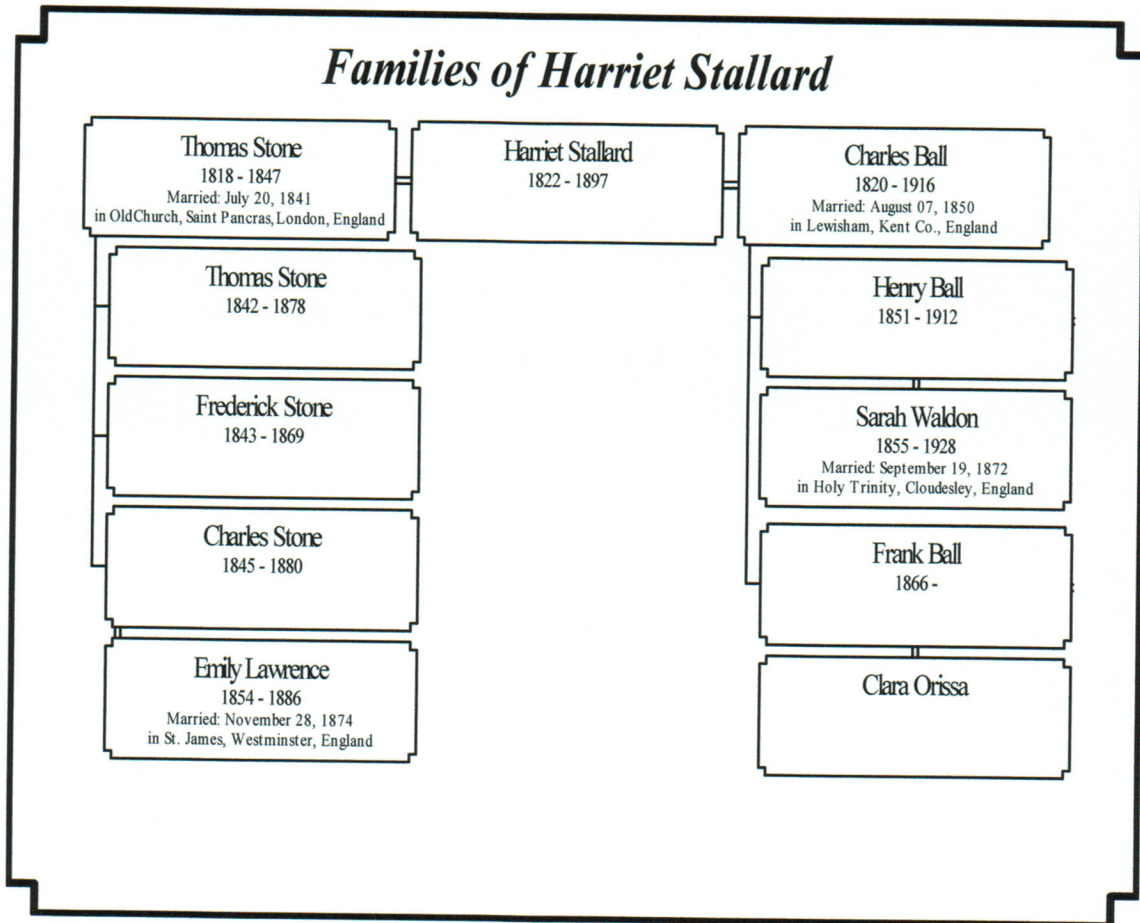 Families of Harriet Stallard
Thomas Stone
1818 - 1847
Married: July 20, 1841
in OldChurch, Saint Pancras, London, England
Harriet Stallard
1822 - 1897
Charles Ball
1820 - 1916
Married: August 07, 1850
in Lewisham, Kent Co., England
Thomas Stone
1842 - 1878
Frederick Stone
1843 - 1869
Charles Stone
1845 - 1880
Emily Lawrence
1854 - 1886
Married: November 28, 1874
in St. James, Westminster, England
Henry Ball
1851 - 1912
Sarah Waldon
1855 - 1928
Married: September 19, 1872
in Holy Trinity, Cloudesley, England
Frank Ball
1866 -
Clara Orissa